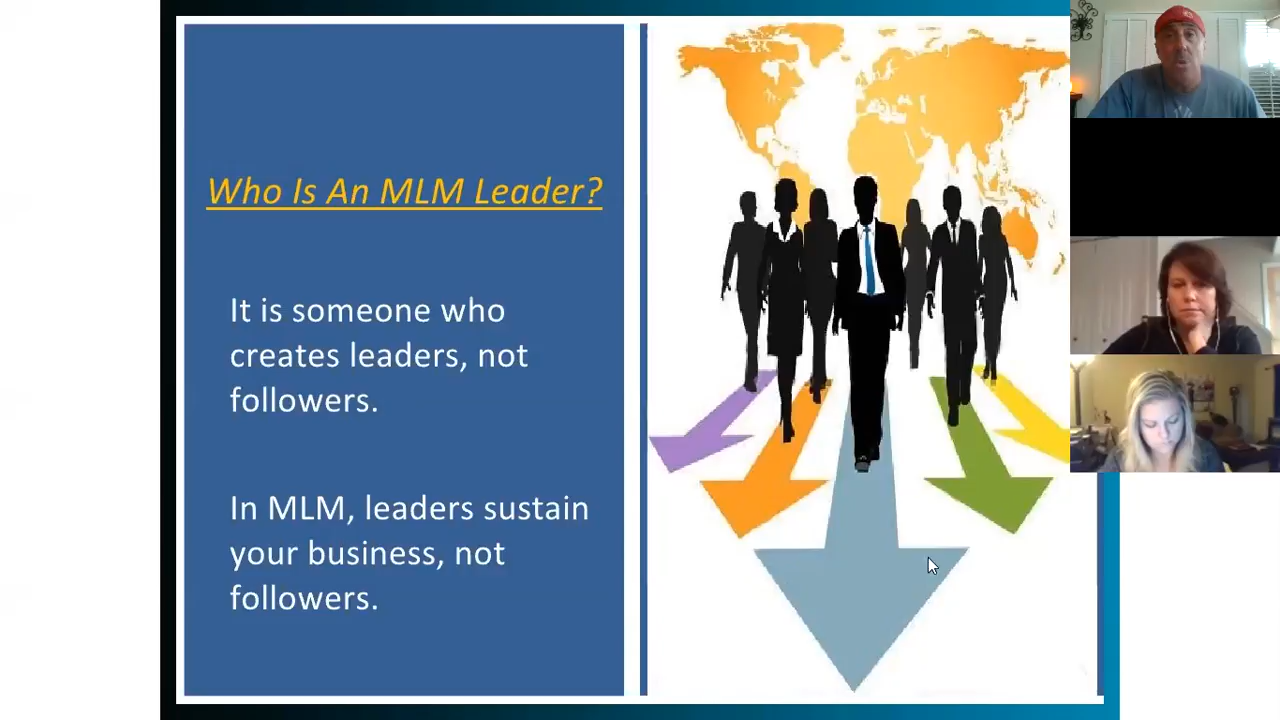 Who Is An MLM Leader?
It is someone who
creates leaders, not
followers.
In MLM, leaders sustain
your business, not
followers.